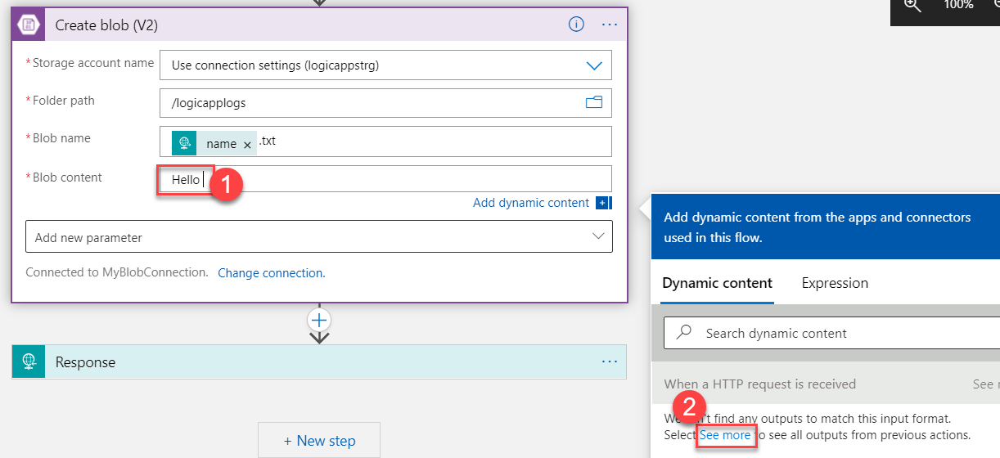 Create blob (V2)
100%
*Storage account name
Use connection settings (logicappstrg)
*Folder path
/logicapplogs
*Blob name
name × .txt
*Blob content
Hello
1
Add dynamic content
Add new parameter
Connected to MyBlobConnection. Change connection.
Response
+ New step
Add dynamic content from the apps and connectors
used in this flow.
Dynamic content
Expression
Search dynamic content
When a HTTP request is received
See
2
find any outputs to match this input format.
Select See more to see all outputs from previous actions.